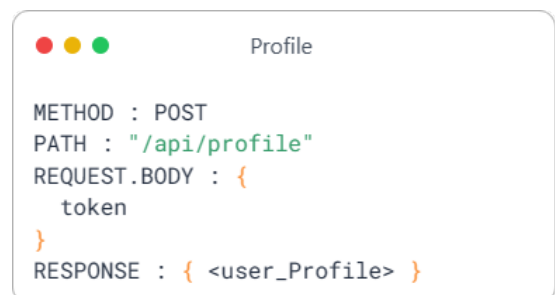 Profile
METHOD : POST
PATH : "/api/profile"
REQUEST.BODY : {
token
}
RESPONSE : { <user_Profile> }